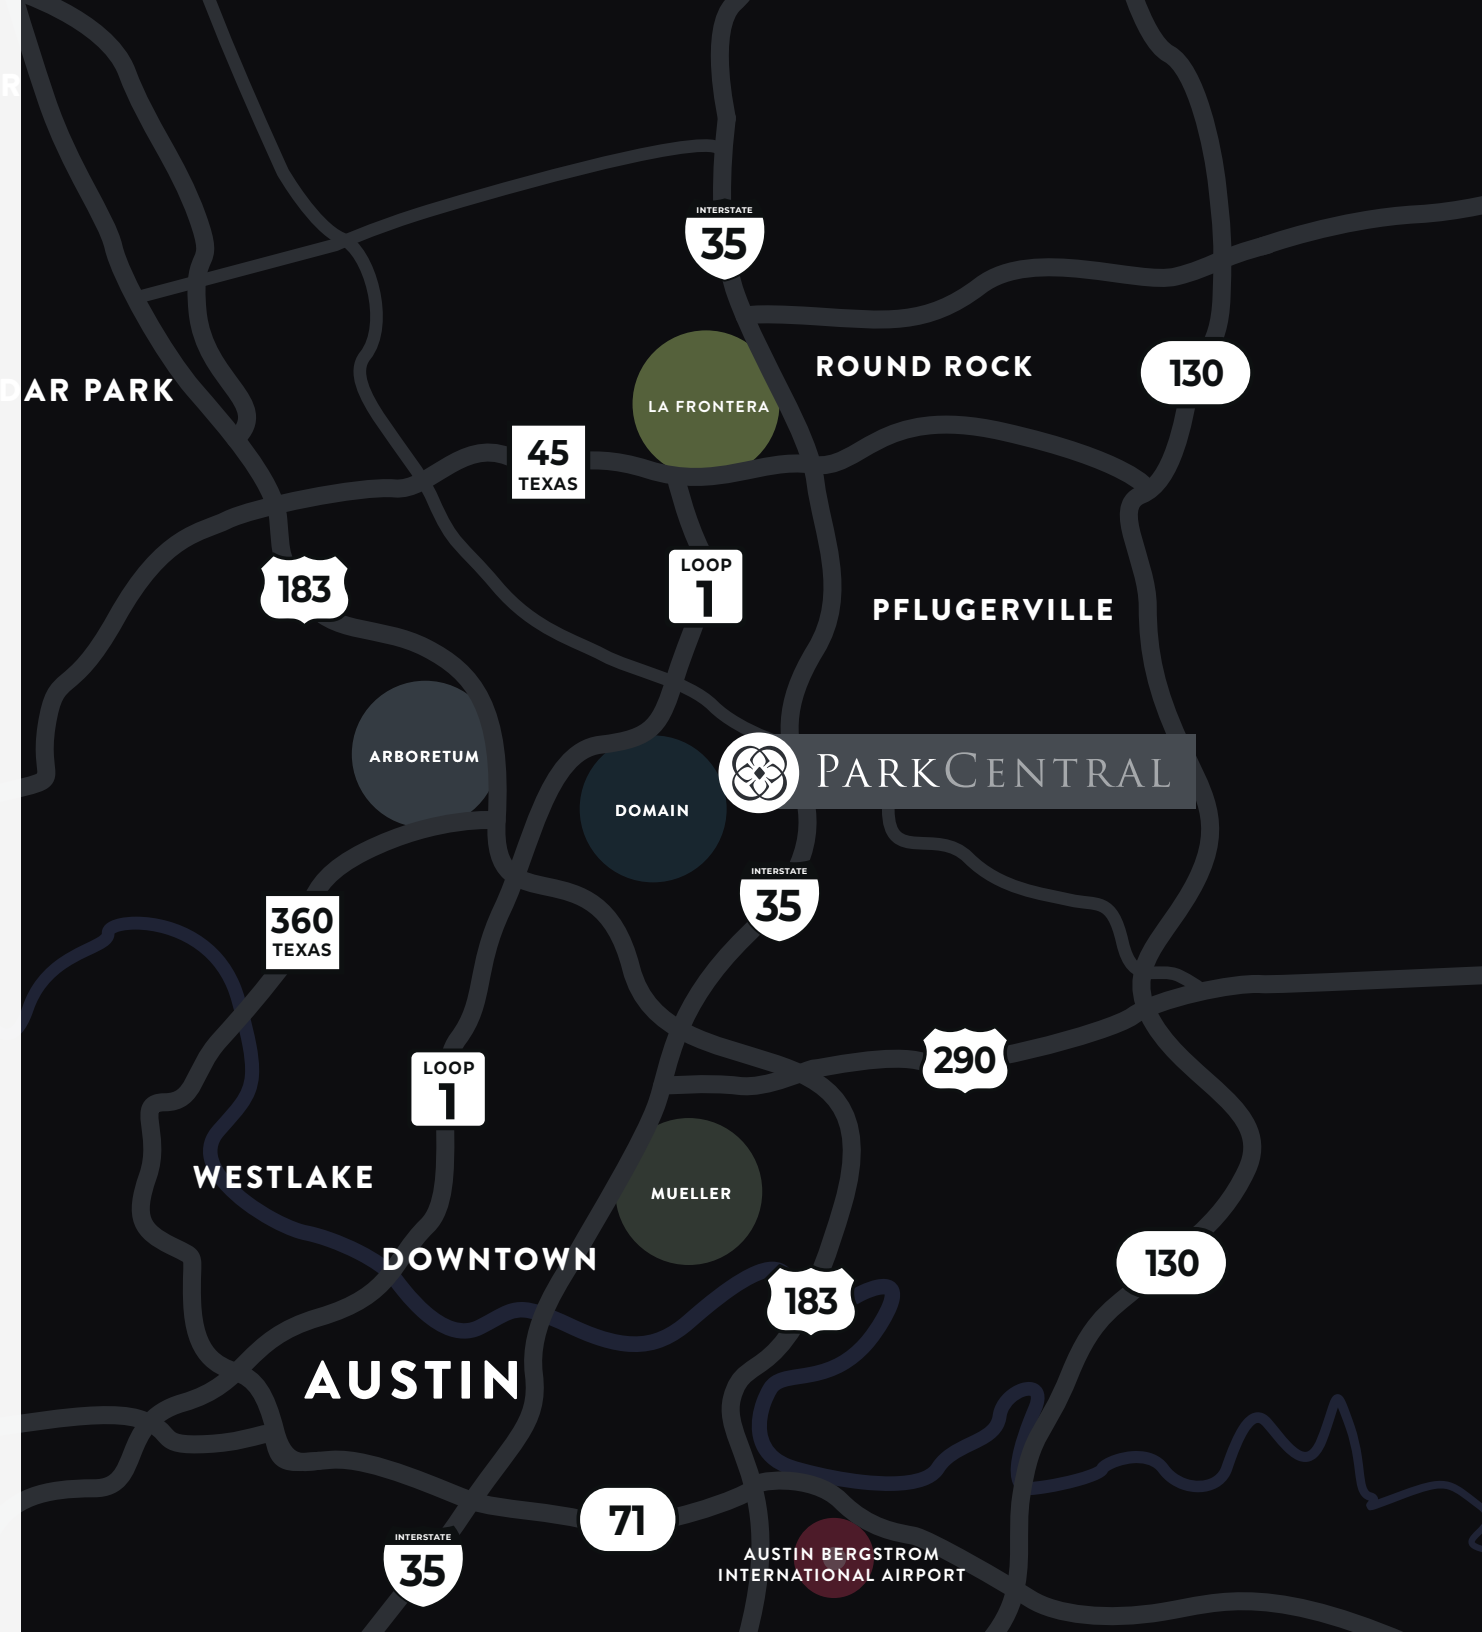 R
INTERSTATE
35
ROUND ROCK
130
DAR PARK
LA FRONTERA
45
TEXAS
183
LOOP
1
PFLUGERVILLE
ARBORETUM
DOMAIN
PARKCENTRAL
INTERSTATE
35
360
TEXAS
290
LOOP
1
WESTLAKE
MUELLER
DOWNTOWN
130
183
AUSTIN
71
INTERSTATE
35
AUSTIN BERGSTROM
INTERNATIONAL AIRPORT